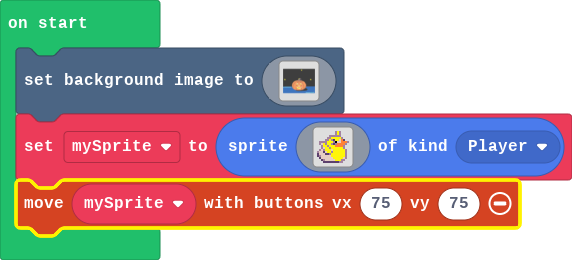 on start
set background image to
set mySprite to sprite of kind Player
move mySprite with buttons vx 75 vy 75